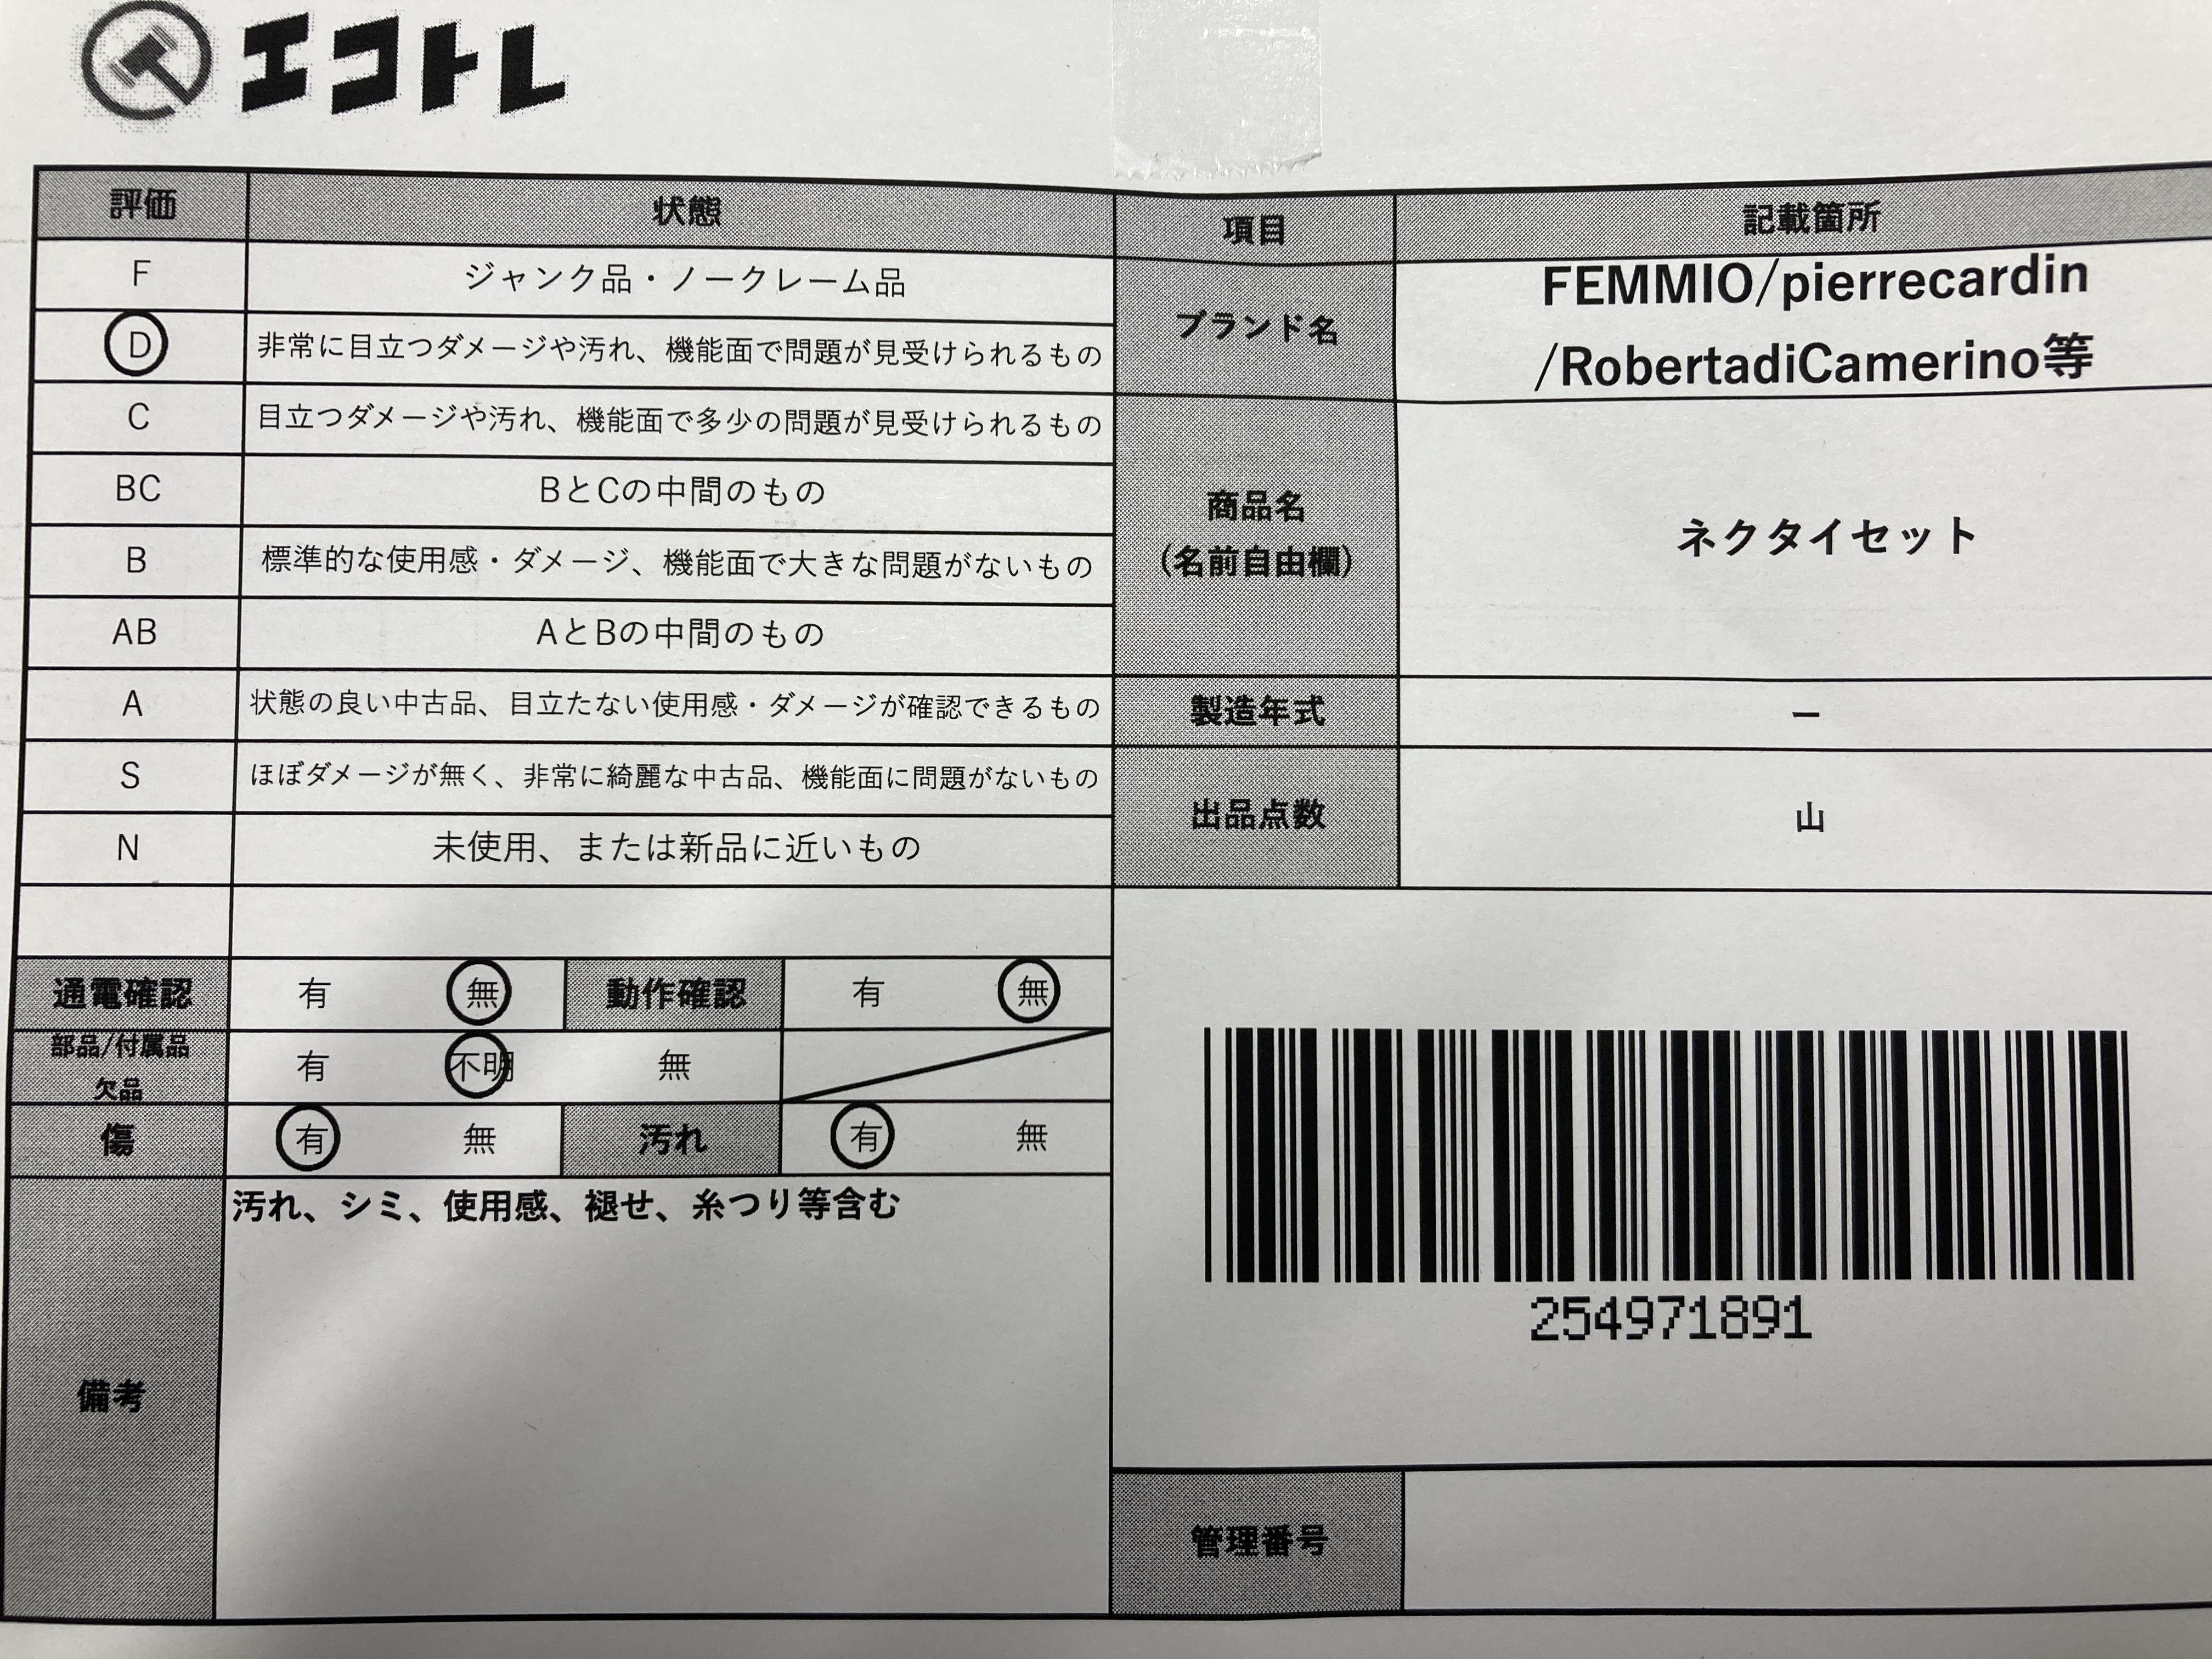 エコトレ
評価 状態
F ジャンク品・ノークレーム品
D 非常に目立つダメージや汚れ、機能面で問題が見受けられるもの
C 目立つダメージや汚れ、機能面で多少の問題が見受けられるもの
BC BとCの中間のもの
B 標準的な使用感・ダメージ、機能面で大きな問題がないもの
AB AとBの中間のもの
A 状態の良い中古品、目立たない使用感・ダメージが確認できるもの
S ほぼダメージが無く、非常に綺麗な中古品、機能面に問題がないもの
N 未使用、または新品に近いもの
通電確認 有 無 動作確認 有 無
部品/付属品
欠品
有 不明 無
傷 有 無 汚れ 有 無
備考
汚れ、シミ、使用感、褪せ、糸つり等含む
項目 記載箇所
ブランド名
FEMMIO/pierrecardin
/RobertadiCamerino等
商品名
(名前自由欄)
ネクタイセット
製造年式 ー
出品点数 山
254971891
管理番号